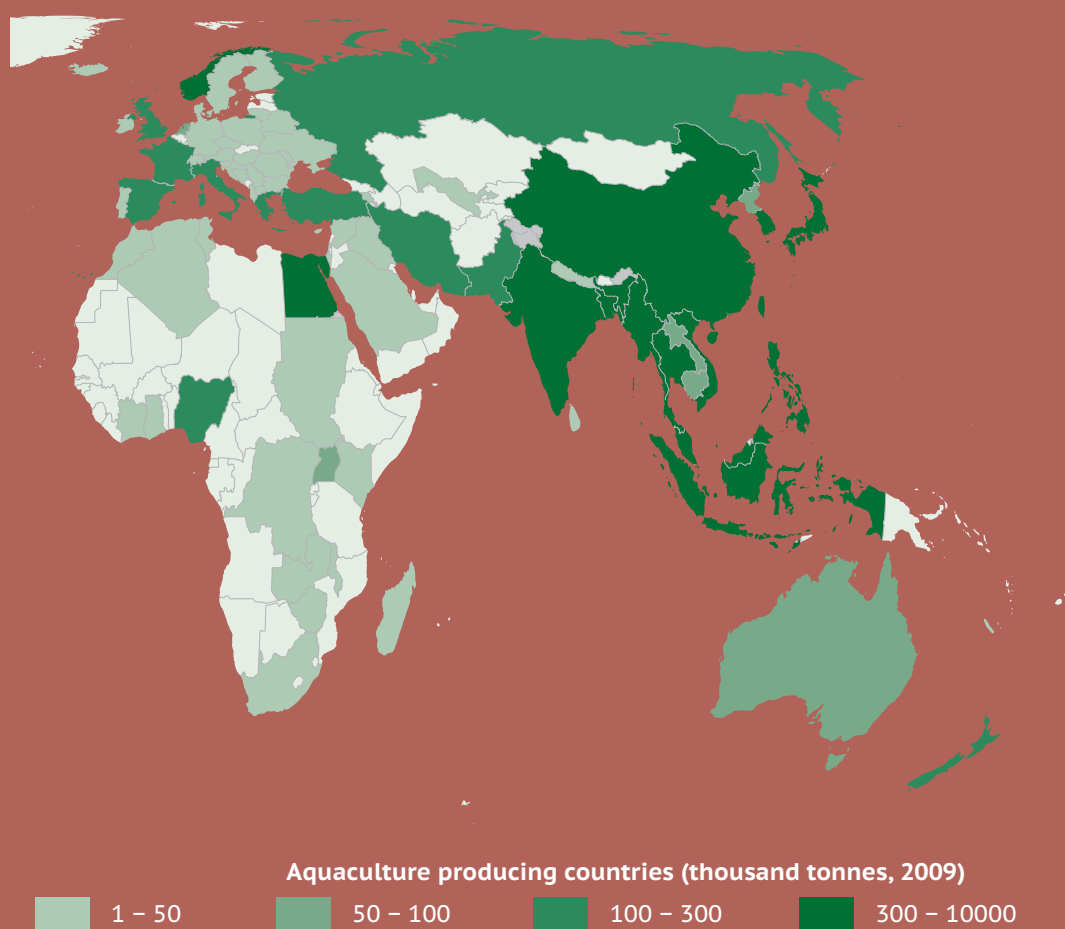 Aquaculture producing countries (thousand tonnes, 2009)
1 – 50 50 – 100 100 – 300 300 – 10000